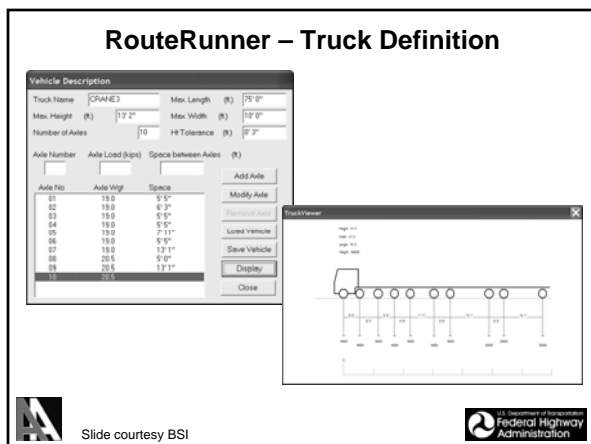 RouteRunner – Truck Definition
Vehicle Description
Truck Name CRANE3 Max. Length (ft.) 75' 0"
Max. Height (ft.) 13' 2" Max. Width (ft.) 10' 0"
Number of Axles 10 Ht.Tolerance (ft.) 0' 3"
Axle Number Axle Load (kips) Space between Axles (ft.)
Add Axle
Modify Axle
Remove Axle
Load Vehicle
Save Vehicle
Display
Close
Axle No Axle Wgt Space
01 19.0 5' 5"
02 19.0 6' 3"
03 19.0 5' 5"
04 19.0 5' 5"
05 19.0 7' 11"
06 19.0 5' 5"
07 19.0 13' 1"
08 20.5 5' 0"
09 20.5 13' 1"
10 20.5
TruckViewer
Slide courtesy BSI
U.S. Department of Transportation
Federal Highway
Administration